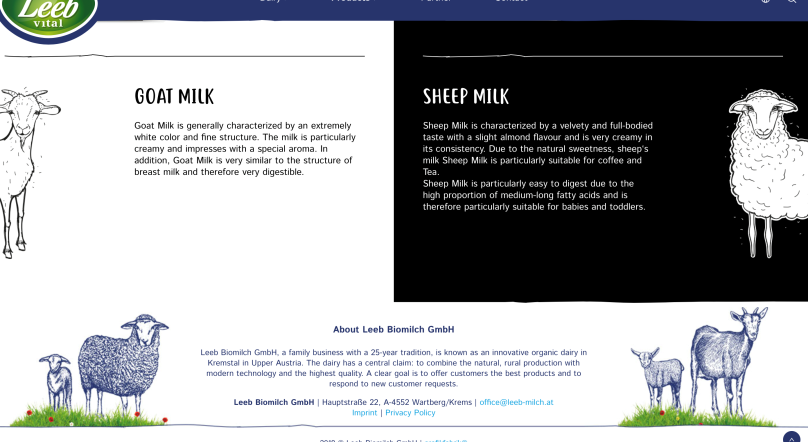 Leeb
vital
GOAT MILK
Goat Milk is generally characterized by an extremely
white color and fine structure. The milk is particularly
creamy and impresses with a special aroma. In
addition, Goat Milk is very similar to the structure of
breast milk and therefore very digestible.
SHEEP MILK
Sheep Milk is characterized by a velvety and full-bodied
taste with a slight almond flavour and is very creamy in
its consistency. Due to the natural sweetness, sheep's
milk Sheep Milk is particularly suitable for coffee and
Tea.
Sheep Milk is particularly easy to digest due to the
high proportion of medium-long fatty acids and is
therefore particularly suitable for babies and toddlers.
About Leeb Biomilch GmbH
Leeb Biomilch GmbH, a family business with a 25-year tradition, is known as an innovative organic dairy in
Kremstal in Upper Austria. The dairy has a central claim: to combine the natural, rural production with
modern technology and the highest quality. A clear goal is to offer customers the best products and to
respond to new customer requests.
Leeb Biomilch GmbH | Hauptstraße 22, A-4552 Wartberg/Krems | office@leeb-milch.at
Imprint | Privacy Policy